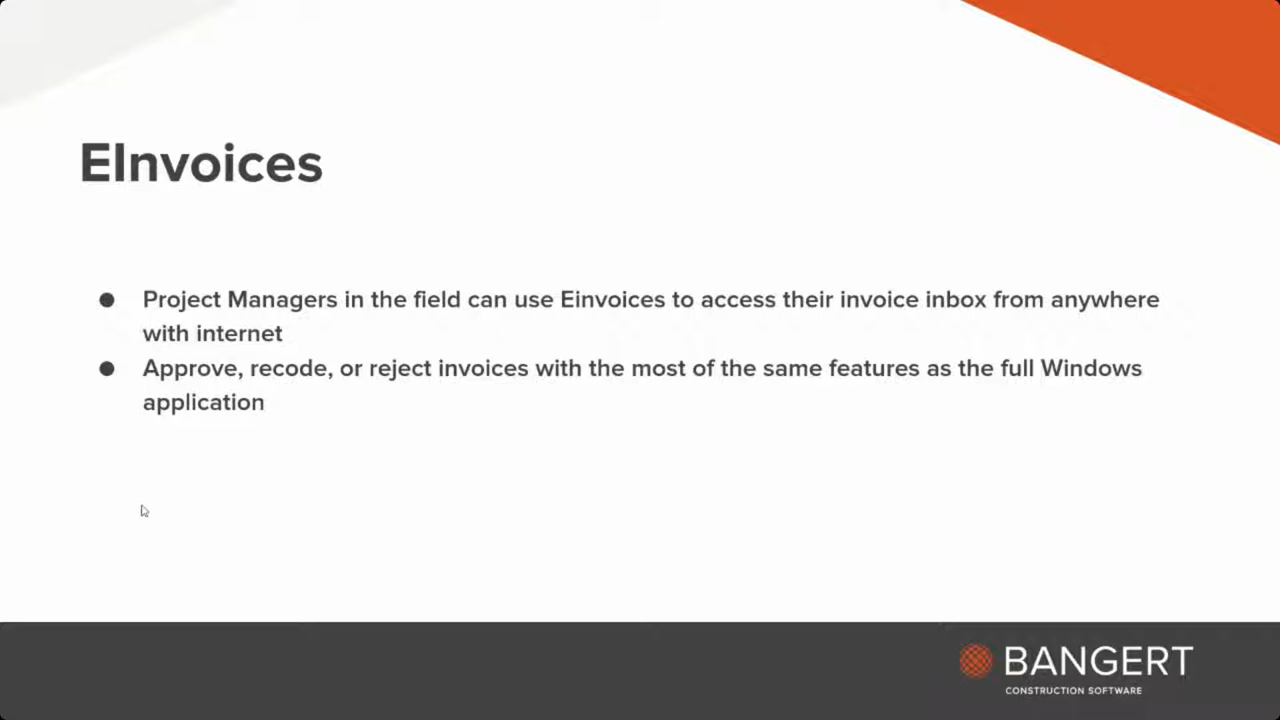 EInvoices
● Project Managers in the field can use Einvoices to access their invoice inbox from anywhere
with internet
● Approve, recode, or reject invoices with the most of the same features as the full Windows
application
BANGERT
CONSTRUCTION SOFTWARE